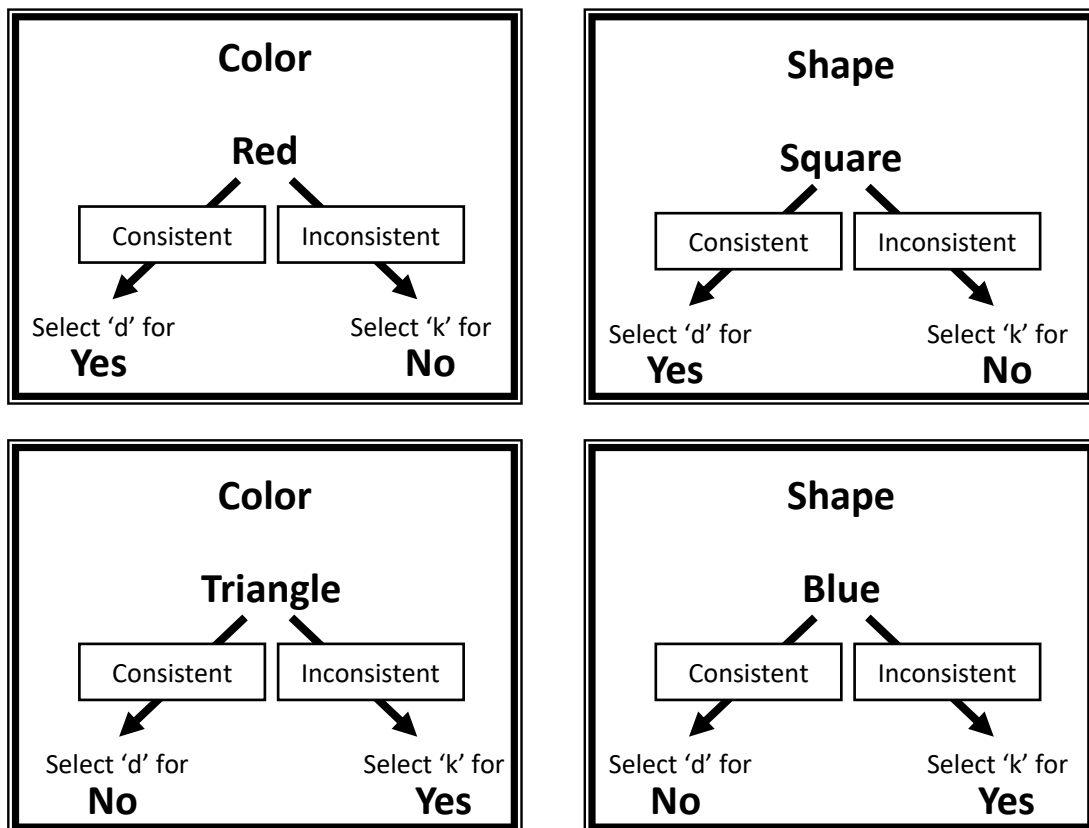 Color
Red
Consistent Inconsistent
Select ‘d’ for Select ‘k’ for
Yes No
Shape
Square
Consistent Inconsistent
Select ‘d’ for Select ‘k’ for
Yes No
Color
Triangle
Consistent Inconsistent
Select ‘d’ for Select ‘k’ for
No Yes
Shape
Blue
Consistent Inconsistent
Select ‘d’ for Select ‘k’ for
No Yes